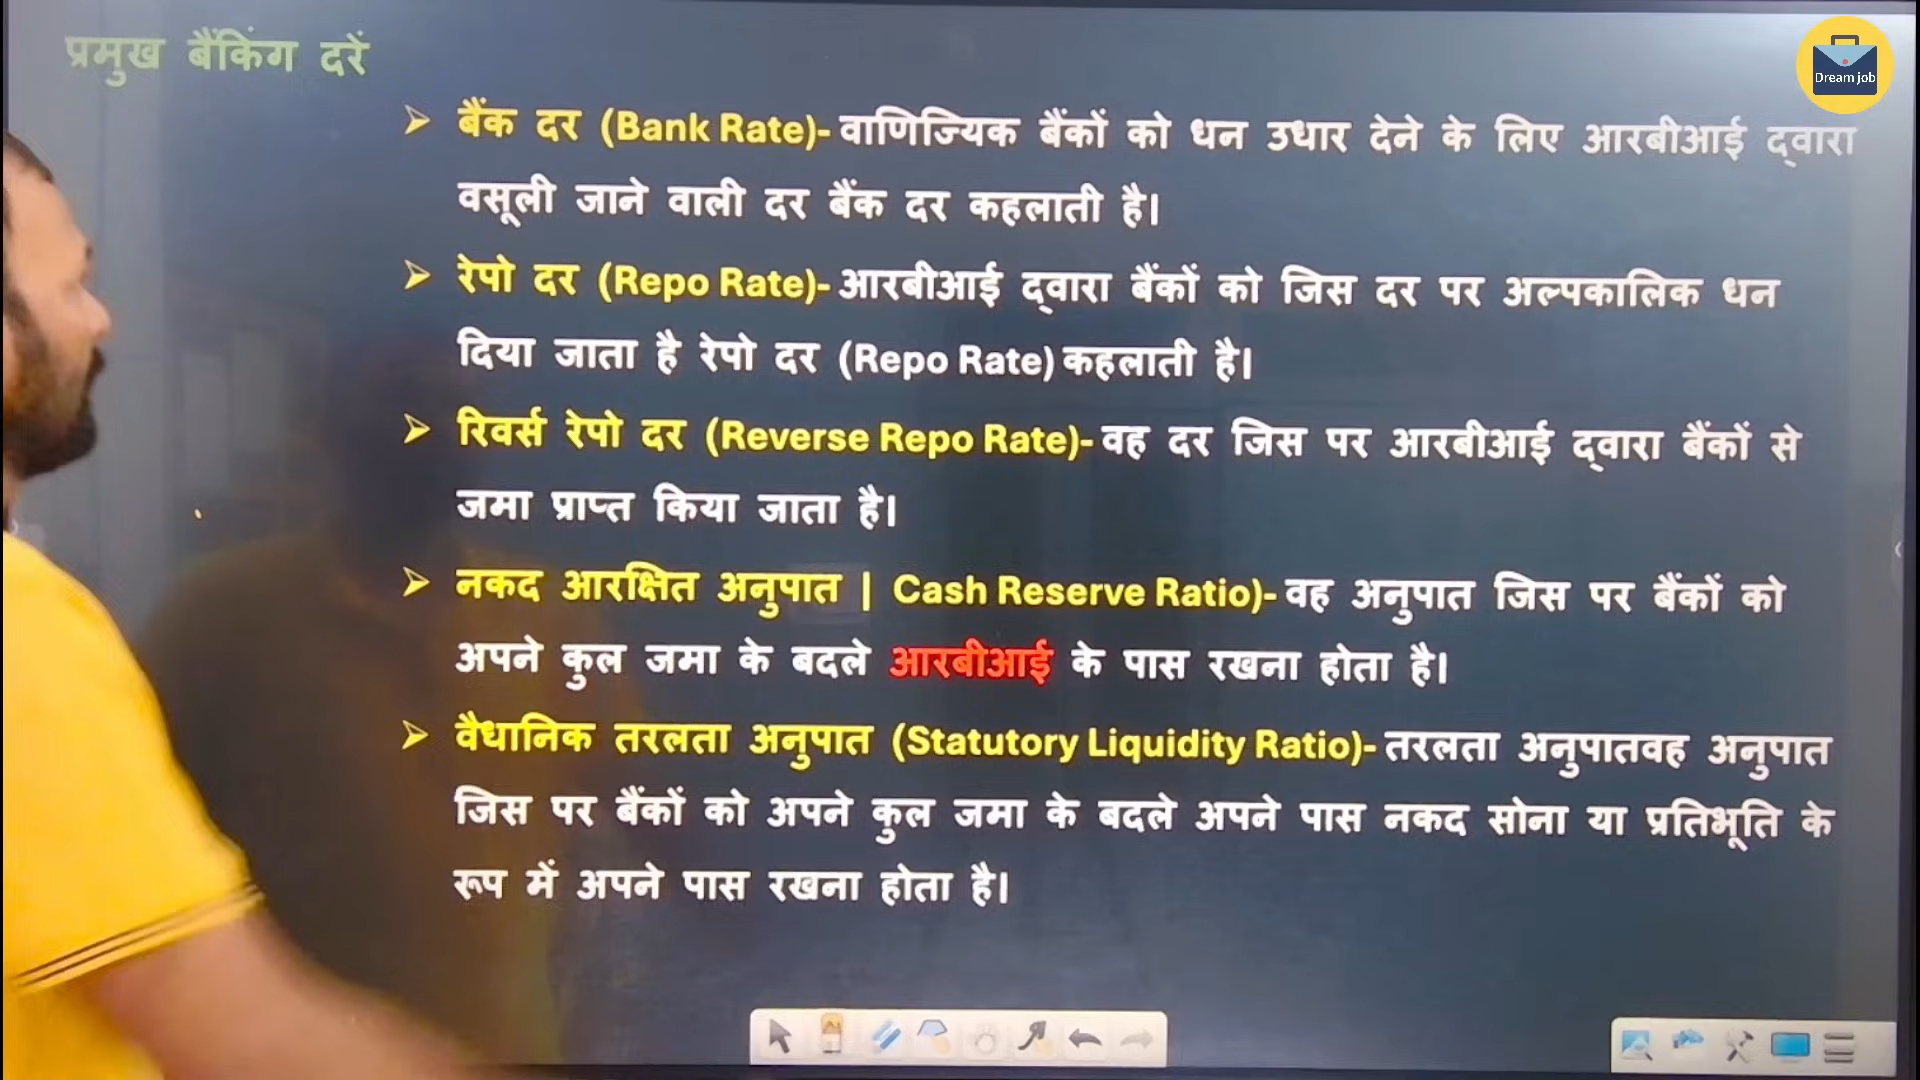 प्रमुख बैंकिंग दरें
Dream job
➢ बैंक दर (Bank Rate)- वाणिज्यिक बैंकों को धन उधार देने के लिए आरबीआई द्वारा
वसूली जाने वाली दर बैंक दर कहलाती है।
➢ रेपो दर (Repo Rate)- आरबीआई द्वारा बैंकों को जिस दर पर अल्पकालिक धन
दिया जाता है रेपो दर (Repo Rate) कहलाती है।
➢ रिवर्स रेपो दर (Reverse Repo Rate)- वह दर जिस पर आरबीआई द्वारा बैंकों से
जमा प्राप्त किया जाता है।
➢ नकद आरक्षित अनुपात | Cash Reserve Ratio)- वह अनुपात जिस पर बैंकों को
अपने कुल जमा के बदले आरबीआई के पास रखना होता है।
➢ वैधानिक तरलता अनुपात (Statutory Liquidity Ratio)- तरलता अनुपातवह अनुपात
जिस पर बैंकों को अपने कुल जमा के बदले अपने पास नकद सोना या प्रतिभूति के
रूप में अपने पास रखना होता है।